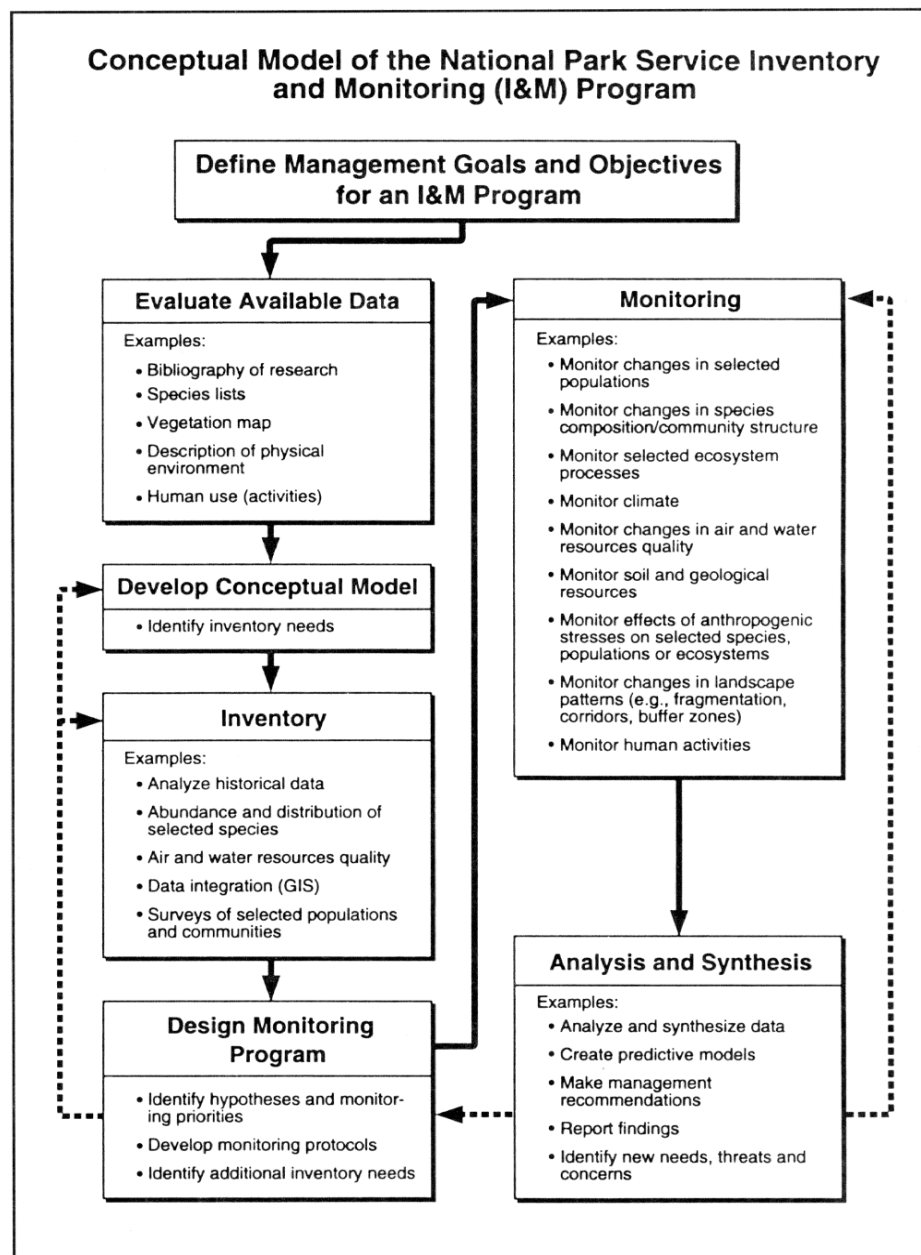 Conceptual Model of the National Park Service Inventory
and Monitoring (I&M) Program
Define Management Goals and Objectives
for an I&M Program
Evaluate Available Data
Examples:
• Bibliography of research
• Species lists
• Vegetation map
• Description of physical
environment
• Human use (activities)
Develop Conceptual Model
• Identify inventory needs
Inventory
Examples:
• Analyze historical data
• Abundance and distribution of
selected species
• Air and water resources quality
• Data integration (GIS)
• Surveys of selected populations
and communities
Design Monitoring
Program
• Identify hypotheses and monitor-
ing priorities
• Develop monitoring protocols
• Identify additional inventory needs
Monitoring
Examples:
• Monitor changes in selected
populations
• Monitor changes in species
composition/community structure
• Monitor selected ecosystem
processes
• Monitor climate
• Monitor changes in air and water
resources quality
• Monitor soil and geological
resources
• Monitor effects of anthropogenic
stresses on selected species,
populations or ecosystems
• Monitor changes in landscape
patterns (e.g., fragmentation,
corridors, buffer zones)
• Monitor human activities
Analysis and Synthesis
Examples:
• Analyze and synthesize data
• Create predictive models
• Make management
recommendations
• Report findings
• Identify new needs, threats and
concerns